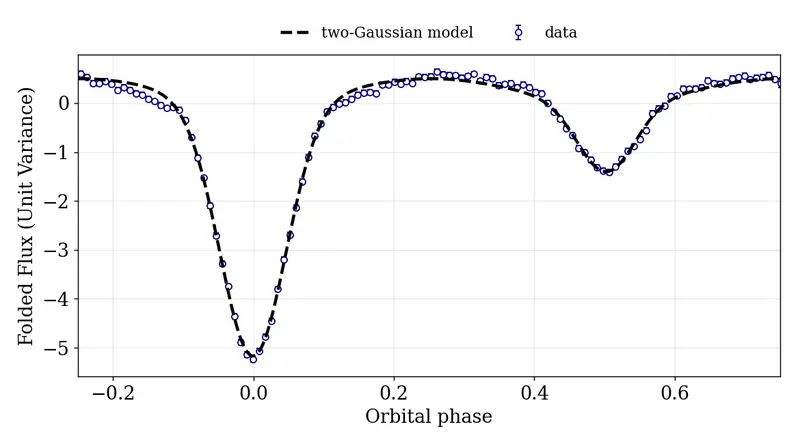 two-Gaussian model data
Folded Flux (Unit Variance)
0
−1
−2
−3
−4
−5
−0.2 0.0 0.2 0.4 0.6
Orbital phase